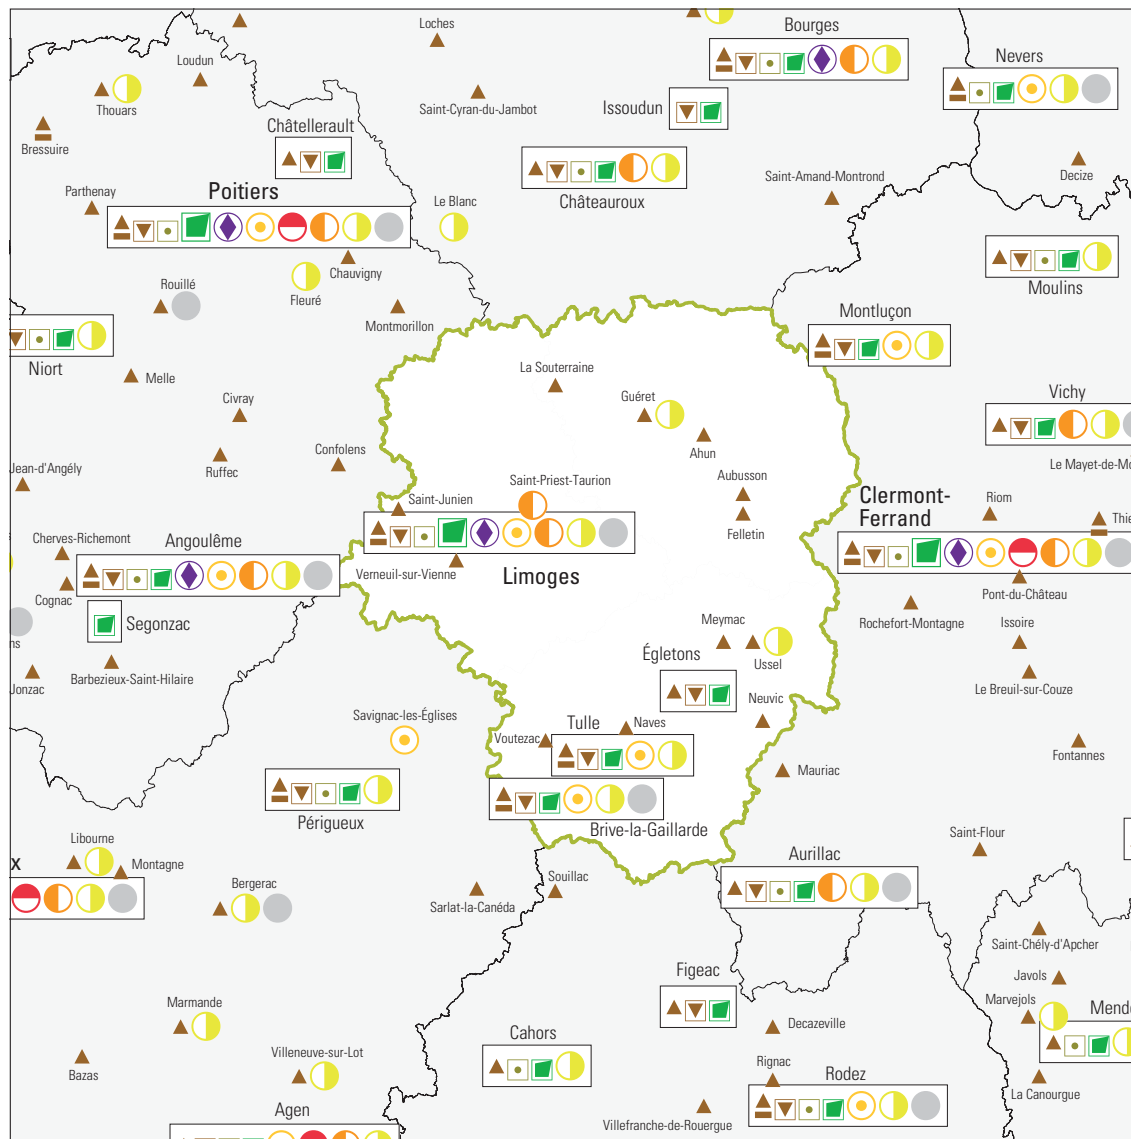 Loches
Bourges
Nevers
Loudun
Thouars
Saint-Cyran-du-Jambot
Issoudun
Châtellerault
Bressuire
Decize
Saint-Amand-Montrond
Parthenay
Poitiers
Le Blanc
Châteauroux
Chauvigny
Rouillé
Fleuré
Moulins
Montmorillon
Montluçon
Niort
La Souterraine
Melle
Vichy
Guéret
Civray
Ahun
Confolens
Le Mayet-de-Mo
Jean-d'Angély
Ruffec
Aubusson
Saint-Priest-Taurion
Saint-Junien
Clermont-
Ferrand
Riom
Thie
Felletin
Cherves-Richemont
Angoulême
Verneuil-sur-Vienne
Limoges
Cognac
Pont-du-Château
Segonzac
Meymac
Rochefort-Montagne
Issoire
ns
Égletons
Ussel
Jonzac
Barbezieux-Saint-Hilaire
Le Breuil-sur-Couze
Neuvic
Savignac-les-Églises
Tulle
Naves
Voutezac
Fontannes
Mauriac
Périgueux
Brive-la-Gaillarde
Saint-Flour
Libourne
Montagne
X
Aurillac
Bergerac
Souillac
Sarlat-la-Canéda
Saint-Chély-d'Apcher
Figeac
Javols
Marmande
Marvejols
Mende
Cahors
Decazeville
Villeneuve-sur-Lot
Bazas
Rignac
Rodez
La Canourgue
Agen
Villefranche-de-Rouergue